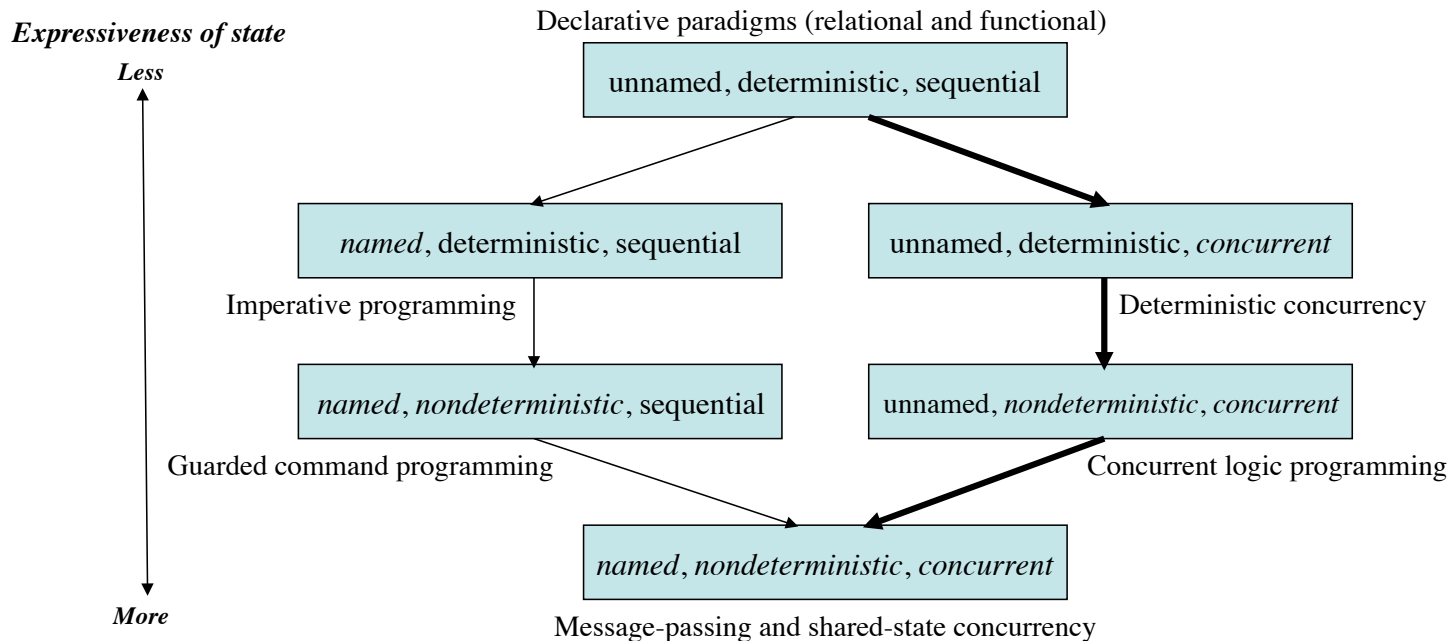 Declarative paradigms (relational and functional)
Expressiveness of state
Less
unnamed, deterministic, sequential
named, deterministic, sequential
unnamed, deterministic, concurrent
Imperative programming
Deterministic concurrency
named, nondeterministic, sequential
unnamed, nondeterministic, concurrent
Guarded command programming
Concurrent logic programming
named, nondeterministic, concurrent
More
Message-passing and shared-state concurrency